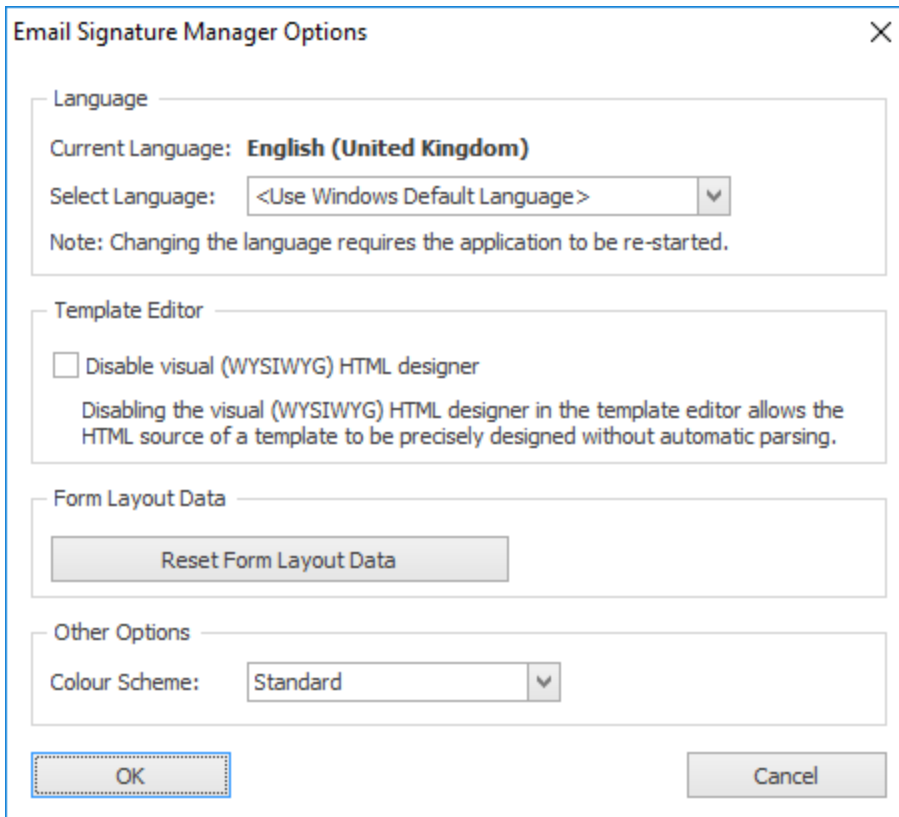 Email Signature Manager Options
Language
Current Language: English (United Kingdom)
Select Language: <Use Windows Default Language>
Note: Changing the language requires the application to be re-started.
Template Editor
Disable visual (WYSIWYG) HTML designer
Disabling the visual (WYSIWYG) HTML designer in the template editor allows the
HTML source of a template to be precisely designed without automatic parsing.
Form Layout Data
Reset Form Layout Data
Other Options
Colour Scheme: Standard
OK Cancel